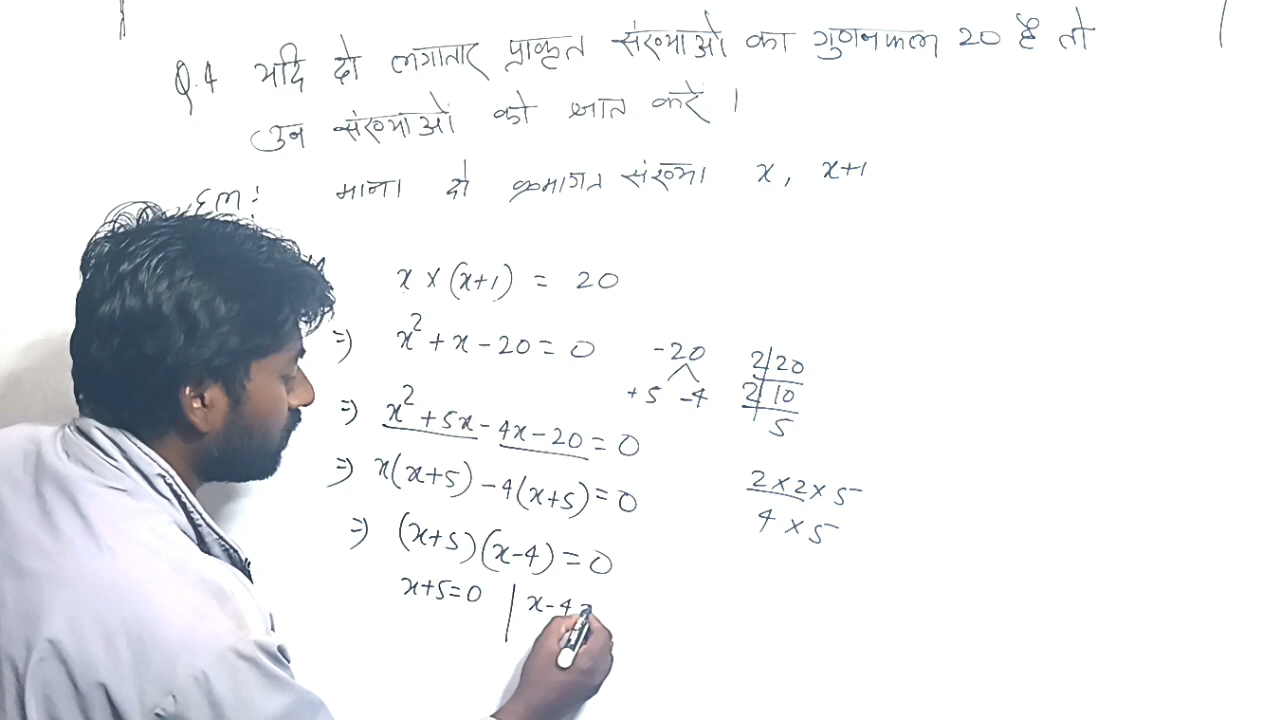 Q.4 यदि दो लगातार प्राकृत संख्याओं का गुणनफल 20 है तो
उन संख्याओं को ज्ञात करें ।
हल : माना दो क्रमागत संख्या x, x+1
x × (x+1) = 20
⇒ x² + x - 20 = 0
-20
+5 -4
2|20
2|10
5
⇒ x² + 5x - 4x - 20 = 0
⇒ x(x+5) - 4(x+5) = 0
2 × 2 × 5
4 × 5
⇒ (x+5)(x-4) = 0
x+5=0 | x-4=